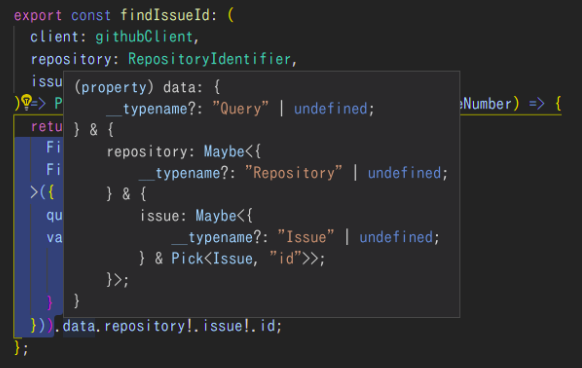 export const findIssueId: (
client: githubClient,
repository: RepositoryIdentifier,
issu
(property) data: {
__typename?: "Query" | undefined;
} & {
repository: Maybe<{
__typename?: "Repository" | undefined;
} & {
issue: Maybe<{
__typename?: "Issue" | undefined;
} & Pick<Issue, "id">>;
}>;
}
) => P
eNumber) => {
retu
Fi
Fi
>({
qu
va
}
})).data.repository!.issue!.id;
};